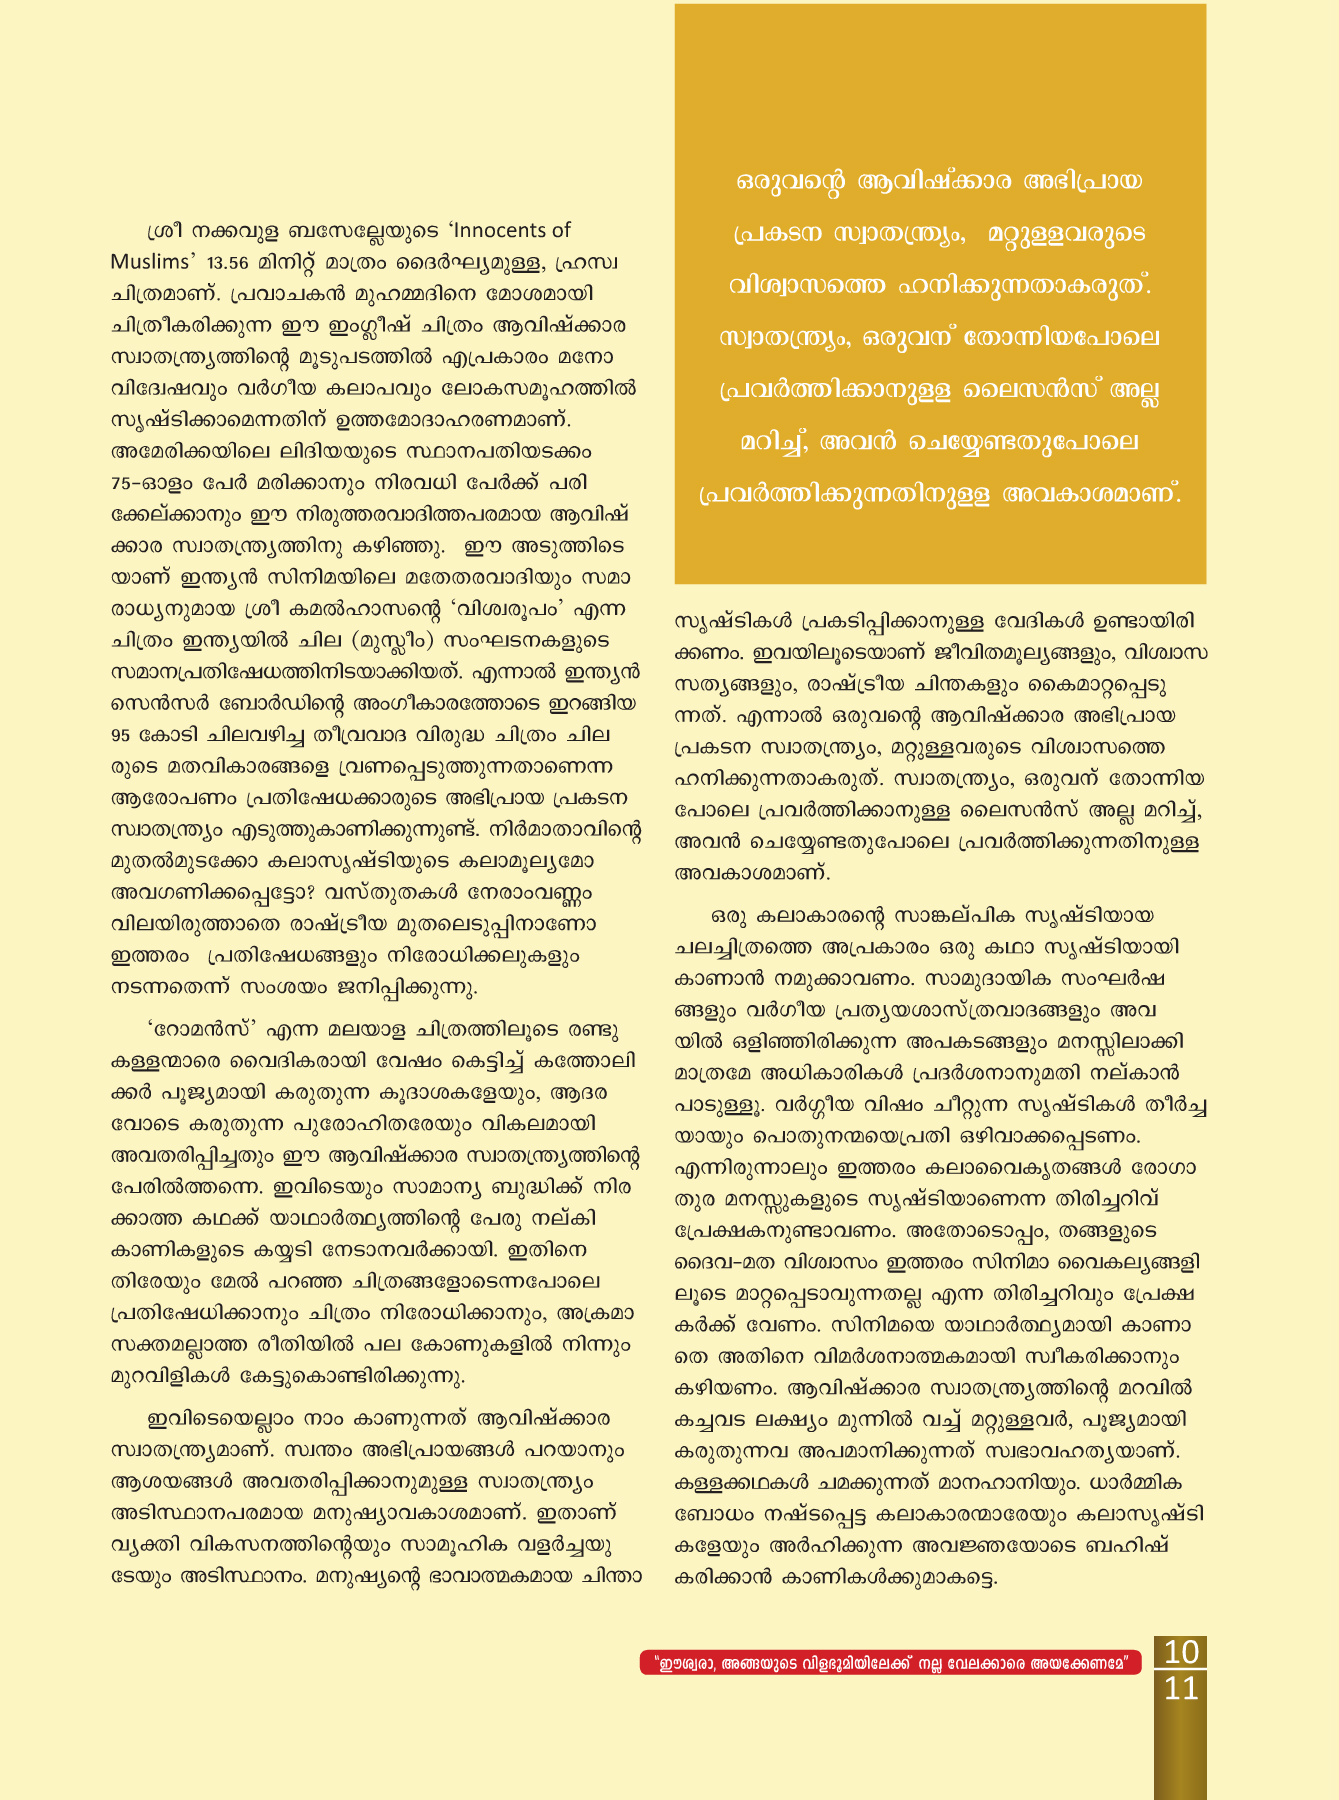 ശ്രീ നക്കവുള ബസേല്ലേയുടെ ‘Innocents of
Muslims’ 13.56 മിനിറ്റ് മാത്രം ദൈർഘ്യമുള്ള, ഹ്രസ്വ
ചിത്രമാണ്. പ്രവാചകൻ മുഹമ്മദിനെ മോശമായി
ചിത്രീകരിക്കുന്ന ഈ ഇംഗ്ലീഷ് ചിത്രം ആവിഷ്ക്കാര
സ്വാതന്ത്ര്യത്തിന്റെ മൂടുപടത്തിൽ എപ്രകാരം മനോ
വിദ്വേഷവും വർഗീയ കലാപവും ലോകസമൂഹത്തിൽ
സൃഷ്ടിക്കാമെന്നതിന് ഉത്തമോദാഹരണമാണ്.
അമേരിക്കയിലെ ലിദിയയുടെ സ്ഥാനപതിയടക്കം
75-ഓളം പേർ മരിക്കാനും നിരവധി പേർക്ക് പരി
ക്കേല്ക്കാനും ഈ നിരുത്തരവാദിത്തപരമായ ആവിഷ്
ക്കാര സ്വാതന്ത്ര്യത്തിനു കഴിഞ്ഞു. ഈ അടുത്തിടെ
യാണ് ഇന്ത്യൻ സിനിമയിലെ മതേതരവാദിയും സമാ
രാധ്യനുമായ ശ്രീ കമൽഹാസന്റെ ‘വിശ്വരൂപം’ എന്ന
ചിത്രം ഇന്ത്യയിൽ ചില (മുസ്ലീം) സംഘടനകളുടെ
സമാനപ്രതിഷേധത്തിനിടയാക്കിയത്. എന്നാൽ ഇന്ത്യൻ
സെൻസർ ബോർഡിന്റെ അംഗീകാരത്തോടെ ഇറങ്ങിയ
95 കോടി ചിലവഴിച്ച തീവ്രവാദ വിരുദ്ധ ചിത്രം ചില
രുടെ മതവികാരങ്ങളെ വ്രണപ്പെടുത്തുന്നതാണെന്ന
ആരോപണം പ്രതിഷേധക്കാരുടെ അഭിപ്രായ പ്രകടന
സ്വാതന്ത്ര്യം എടുത്തുകാണിക്കുന്നുണ്ട്. നിർമാതാവിന്റെ
മുതൽമുടക്കോ കലാസൃഷ്ടിയുടെ കലാമൂല്യമോ
അവഗണിക്കപ്പെട്ടോ? വസ്തുതകൾ നേരാംവണ്ണം
വിലയിരുത്താതെ രാഷ്ട്രീയ മുതലെടുപ്പിനാണോ
ഇത്തരം പ്രതിഷേധങ്ങളും നിരോധിക്കലുകളും
നടന്നതെന്ന് സംശയം ജനിപ്പിക്കുന്നു.
‘റോമൻസ്’ എന്ന മലയാള ചിത്രത്തിലൂടെ രണ്ടു
കള്ളന്മാരെ വൈദികരായി വേഷം കെട്ടിച്ച് കത്തോലി
ക്കർ പൂജ്യമായി കരുതുന്ന കൂദാശകളേയും, ആദര
വോടെ കരുതുന്ന പുരോഹിതരേയും വികലമായി
അവതരിപ്പിച്ചതും ഈ ആവിഷ്ക്കാര സ്വാതന്ത്ര്യത്തിന്റെ
പേരിൽത്തന്നെ. ഇവിടെയും സാമാന്യ ബുദ്ധിക്ക് നിര
ക്കാത്ത കഥക്ക് യാഥാർത്ഥ്യത്തിന്റെ പേരു നല്കി
കാണികളുടെ കയ്യടി നേടാനവർക്കായി. ഇതിനെ
തിരേയും മേൽ പറഞ്ഞ ചിത്രങ്ങളോടെന്നപോലെ
പ്രതിഷേധിക്കാനും ചിത്രം നിരോധിക്കാനും, അക്രമാ
സക്തമല്ലാത്ത രീതിയിൽ പല കോണുകളിൽ നിന്നും
മുറവിളികൾ കേട്ടുകൊണ്ടിരിക്കുന്നു.
ഇവിടെയെല്ലാം നാം കാണുന്നത് ആവിഷ്ക്കാര
സ്വാതന്ത്ര്യമാണ്. സ്വന്തം അഭിപ്രായങ്ങൾ പറയാനും
ആശയങ്ങൾ അവതരിപ്പിക്കാനുമുള്ള സ്വാതന്ത്ര്യം
അടിസ്ഥാനപരമായ മനുഷ്യാവകാശമാണ്. ഇതാണ്
വ്യക്തി വികസനത്തിന്റെയും സാമൂഹിക വളർച്ചയു
ടേയും അടിസ്ഥാനം. മനുഷ്യന്റെ ഭാവാത്മകമായ ചിന്താ
ഒരുവന്റെ ആവിഷ്ക്കാര അഭിപ്രായ
പ്രകടന സ്വാതന്ത്ര്യം, മറ്റുളളവരുടെ
വിശ്വാസത്തെ ഹനിക്കുന്നതാകരുത്.
സ്വാതന്ത്ര്യം, ഒരുവന് തോന്നിയപോലെ
പ്രവർത്തിക്കാനുളള ലൈസൻസ് അല്ല
മറിച്ച്, അവൻ ചെയ്യേണ്ടതുപോലെ
പ്രവർത്തിക്കുന്നതിനുളള അവകാശമാണ്.
സൃഷ്ടികൾ പ്രകടിപ്പിക്കാനുള്ള വേദികൾ ഉണ്ടായിരി
ക്കണം. ഇവയിലൂടെയാണ് ജീവിതമൂല്യങ്ങളും, വിശ്വാസ
സത്യങ്ങളും, രാഷ്ട്രീയ ചിന്തകളും കൈമാറ്റപ്പെടു
ന്നത്. എന്നാൽ ഒരുവന്റെ ആവിഷ്ക്കാര അഭിപ്രായ
പ്രകടന സ്വാതന്ത്ര്യം, മറ്റുള്ളവരുടെ വിശ്വാസത്തെ
ഹനിക്കുന്നതാകരുത്. സ്വാതന്ത്ര്യം, ഒരുവന് തോന്നിയ
പോലെ പ്രവർത്തിക്കാനുള്ള ലൈസൻസ് അല്ല മറിച്ച്,
അവൻ ചെയ്യേണ്ടതുപോലെ പ്രവർത്തിക്കുന്നതിനുള്ള
അവകാശമാണ്.
ഒരു കലാകാരന്റെ സാങ്കല്പിക സൃഷ്ടിയായ
ചലച്ചിത്രത്തെ അപ്രകാരം ഒരു കഥാ സൃഷ്ടിയായി
കാണാൻ നമുക്കാവണം. സാമുദായിക സംഘർഷ
ങ്ങളും വർഗീയ പ്രത്യയശാസ്ത്രവാദങ്ങളും അവ
യിൽ ഒളിഞ്ഞിരിക്കുന്ന അപകടങ്ങളും മനസ്സിലാക്കി
മാത്രമേ അധികാരികൾ പ്രദർശനാനുമതി നല്കാൻ
പാടുള്ളൂ. വർഗ്ഗീയ വിഷം ചീറ്റുന്ന സൃഷ്ടികൾ തീർച്ച
യായും പൊതുനന്മയെപ്രതി ഒഴിവാക്കപ്പെടണം.
എന്നിരുന്നാലും ഇത്തരം കലാവൈകൃതങ്ങൾ രോഗാ
തുര മനസ്സുകളുടെ സൃഷ്ടിയാണെന്ന തിരിച്ചറിവ്
പ്രേക്ഷകനുണ്ടാവണം. അതോടൊപ്പം, തങ്ങളുടെ
ദൈവ-മത വിശ്വാസം ഇത്തരം സിനിമാ വൈകല്യങ്ങളി
ലൂടെ മാറ്റപ്പെടാവുന്നതല്ല എന്ന തിരിച്ചറിവും പ്രേക്ഷ
കർക്ക് വേണം. സിനിമയെ യാഥാർത്ഥ്യമായി കാണാ
തെ അതിനെ വിമർശനാത്മകമായി സ്വീകരിക്കാനും
കഴിയണം. ആവിഷ്ക്കാര സ്വാതന്ത്ര്യത്തിന്റെ മറവിൽ
കച്ചവട ലക്ഷ്യം മുന്നിൽ വച്ച് മറ്റുള്ളവർ, പൂജ്യമായി
കരുതുന്നവ അപമാനിക്കുന്നത് സ്വഭാവഹത്യയാണ്.
കള്ളക്കഥകൾ ചമക്കുന്നത് മാനഹാനിയും. ധാർമ്മിക
ബോധം നഷ്ടപ്പെട്ട കലാകാരന്മാരേയും കലാസൃഷ്ടി
കളേയും അർഹിക്കുന്ന അവജ്ഞയോടെ ബഹിഷ്
കരിക്കാൻ കാണികൾക്കുമാകട്ടെ.
“ഈശ്വരാ, അങ്ങയുടെ വിളഭൂമിയിലേക്ക് നല്ല വേലക്കാരെ അയക്കേണമേ”
10
11